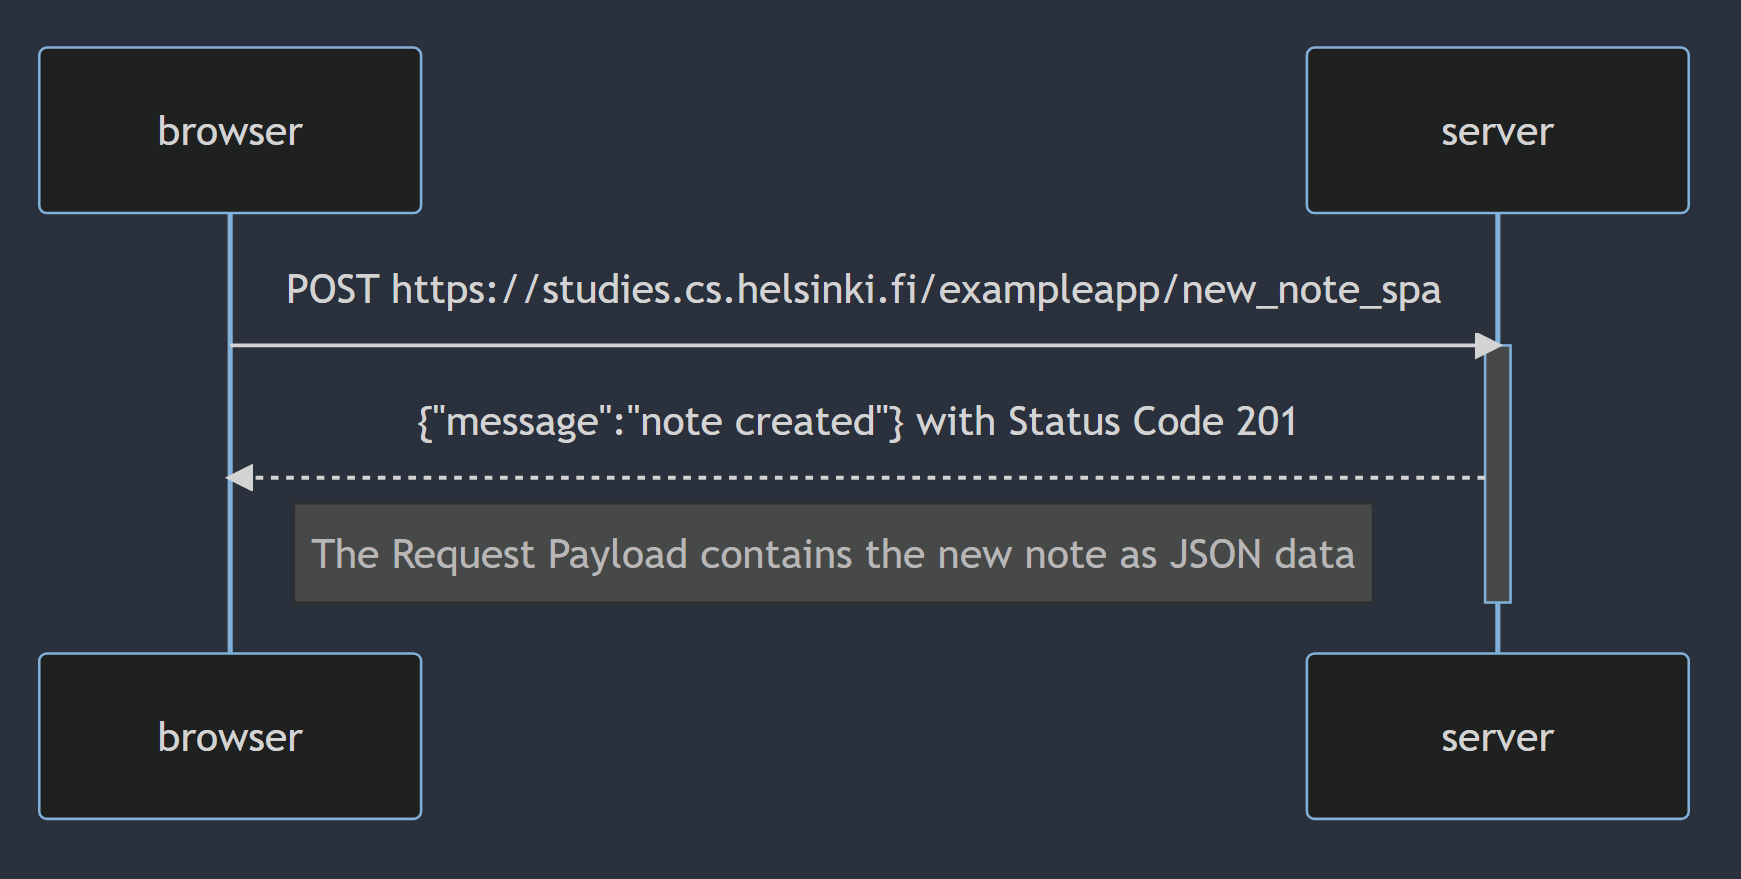 browser
server
POST https://studies.cs.helsinki.fi/exampleapp/new_note_spa
{"message":"note created"} with Status Code 201
The Request Payload contains the new note as JSON data
browser
server